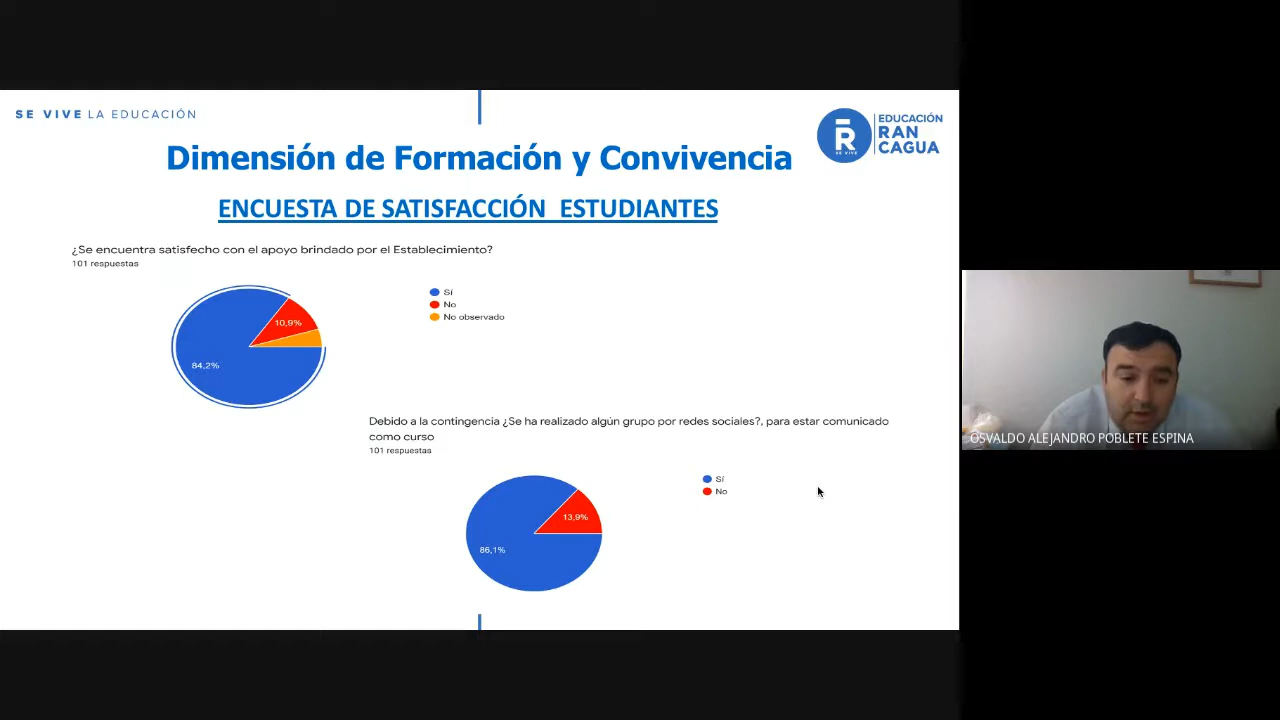 SE VIVE LA EDUCACIÓN
R
SE VIVE
EDUCACIÓN
RAN
CAGUA
Dimensión de Formación y Convivencia
ENCUESTA DE SATISFACCIÓN ESTUDIANTES
¿Se encuentra satisfecho con el apoyo brindado por el Establecimiento?
101 respuestas
Sí
No
No observado
10,9%
84,2%
Debido a la contingencia ¿Se ha realizado algún grupo por redes sociales?, para estar comunicado
como curso
101 respuestas
Sí
No
13,9%
86,1%
OSVALDO ALEJANDRO POBLETE ESPINA